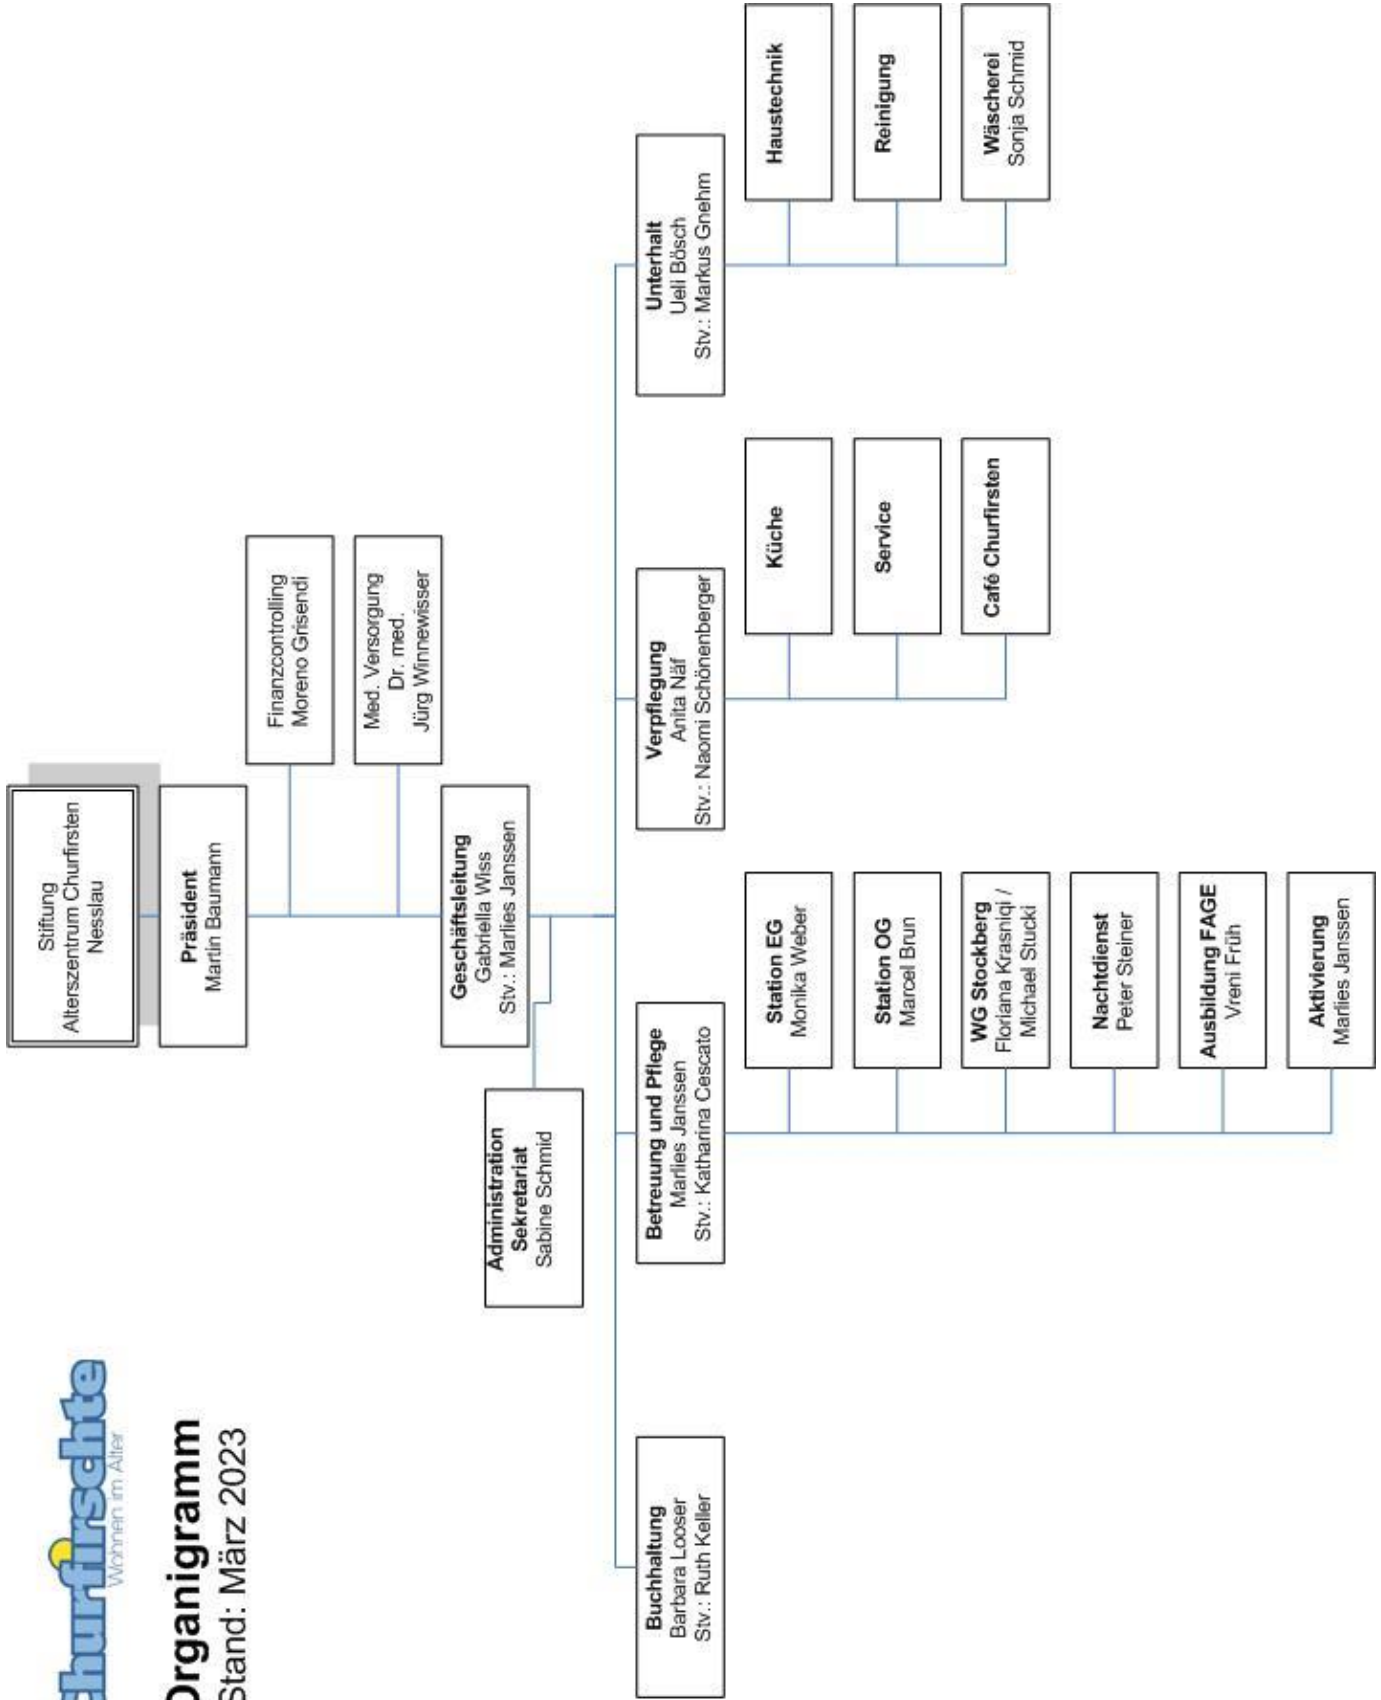 hurfirschte
Wohnen im Alter
Organigramm
Stand: März 2023
Stiftung
Alterszentrum Churfirsten
Nesslau
Präsident
Martin Baumann
Finanzcontrolling
Moreno Grisendi
Med. Versorgung
Dr. med.
Jürg Winnewisser
Geschäftsleitung
Gabriella Wiss
Stv.: Marlies Janssen
Administration
Sekretariat
Sabine Schmid
Buchhaltung
Barbara Looser
Stv.: Ruth Keller
Betreuung und Pflege
Marlies Janssen
Stv.: Katharina Cescato
Station EG
Monika Weber
Station OG
Marcel Brun
WG Stockberg
Floriana Krasniqi /
Michael Stucki
Nachtdienst
Peter Steiner
Ausbildung FAGE
Vreni Früh
Aktivierung
Marlies Janssen
Verpflegung
Anita Näf
Stv.: Naomi Schönenberger
Küche
Service
Café Churfirsten
Unterhalt
Ueli Bösch
Stv.: Markus Gnehm
Haustechnik
Reinigung
Wäscherei
Sonja Schmid